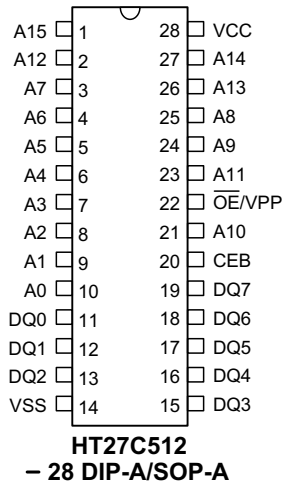 A15 1 28 VCC
A12 2 27 A14
A7 3 26 A13
A6 4 25 A8
A5 5 24 A9
A4 6 23 A11
A3 7 22 OE/VPP
A2 8 21 A10
A1 9 20 CEB
A0 10 19 DQ7
DQ0 11 18 DQ6
DQ1 12 17 DQ5
DQ2 13 16 DQ4
VSS 14 15 DQ3
HT27C512
– 28 DIP-A/SOP-A